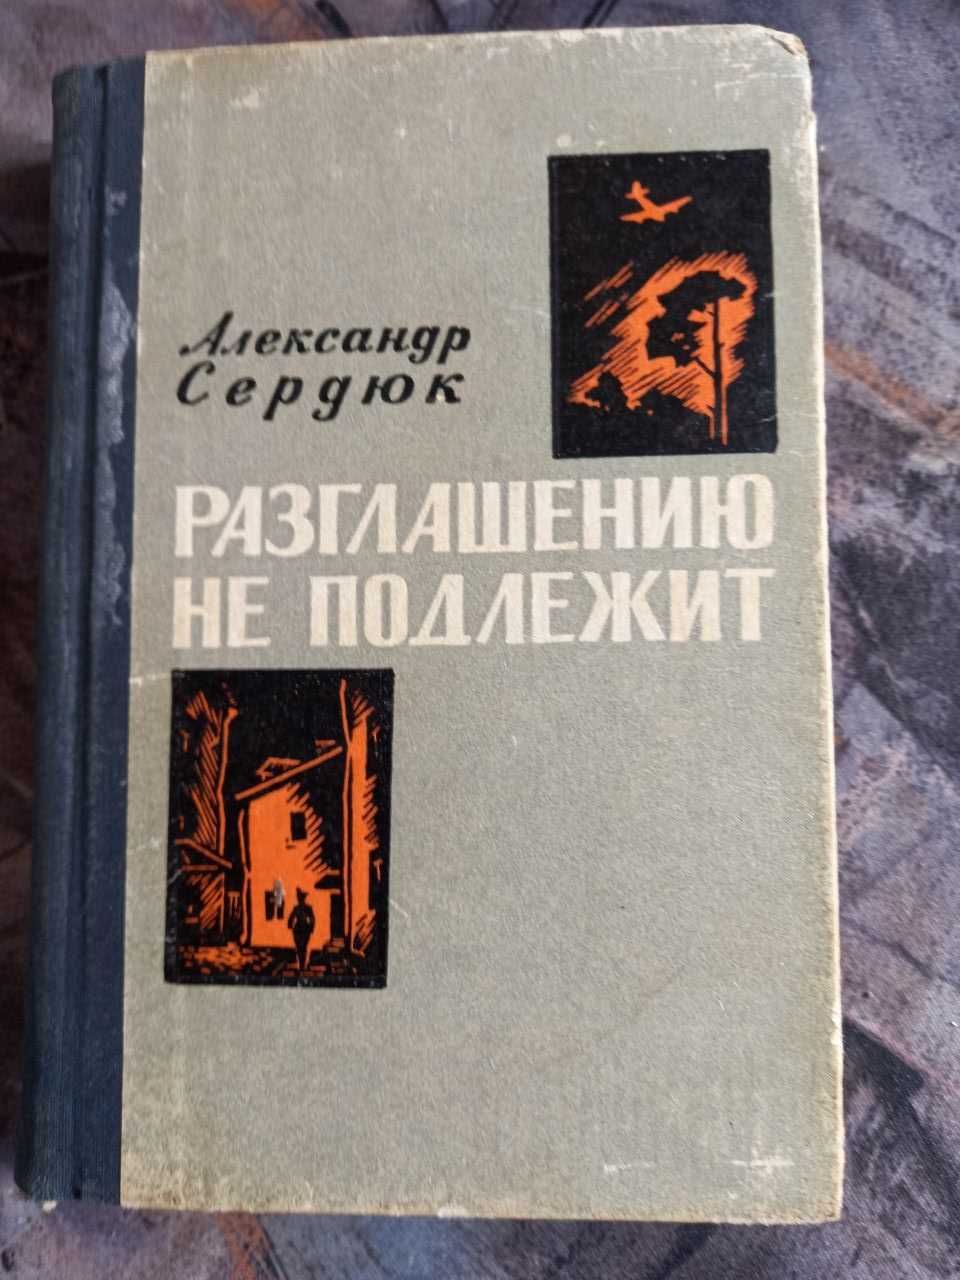 Александр
Сердюк
РАЗГЛАШЕНИЮ
НЕ ПОДЛЕЖИТ